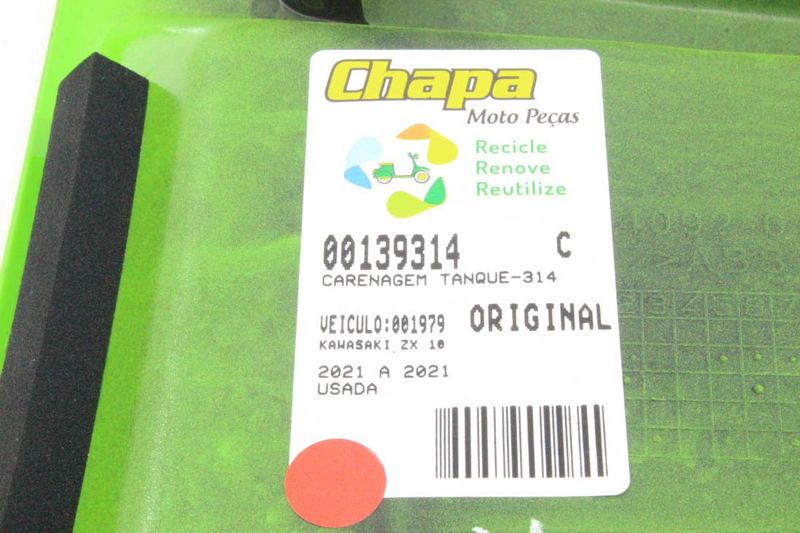 Chapa
Moto Peças
Recicle
Renove
Reutilize
00139314 C
CARENAGEM TANQUE-314
VEICULO:001979 ORIGINAL
KAWASAKI ZX 10
2021 A 2021
USADA